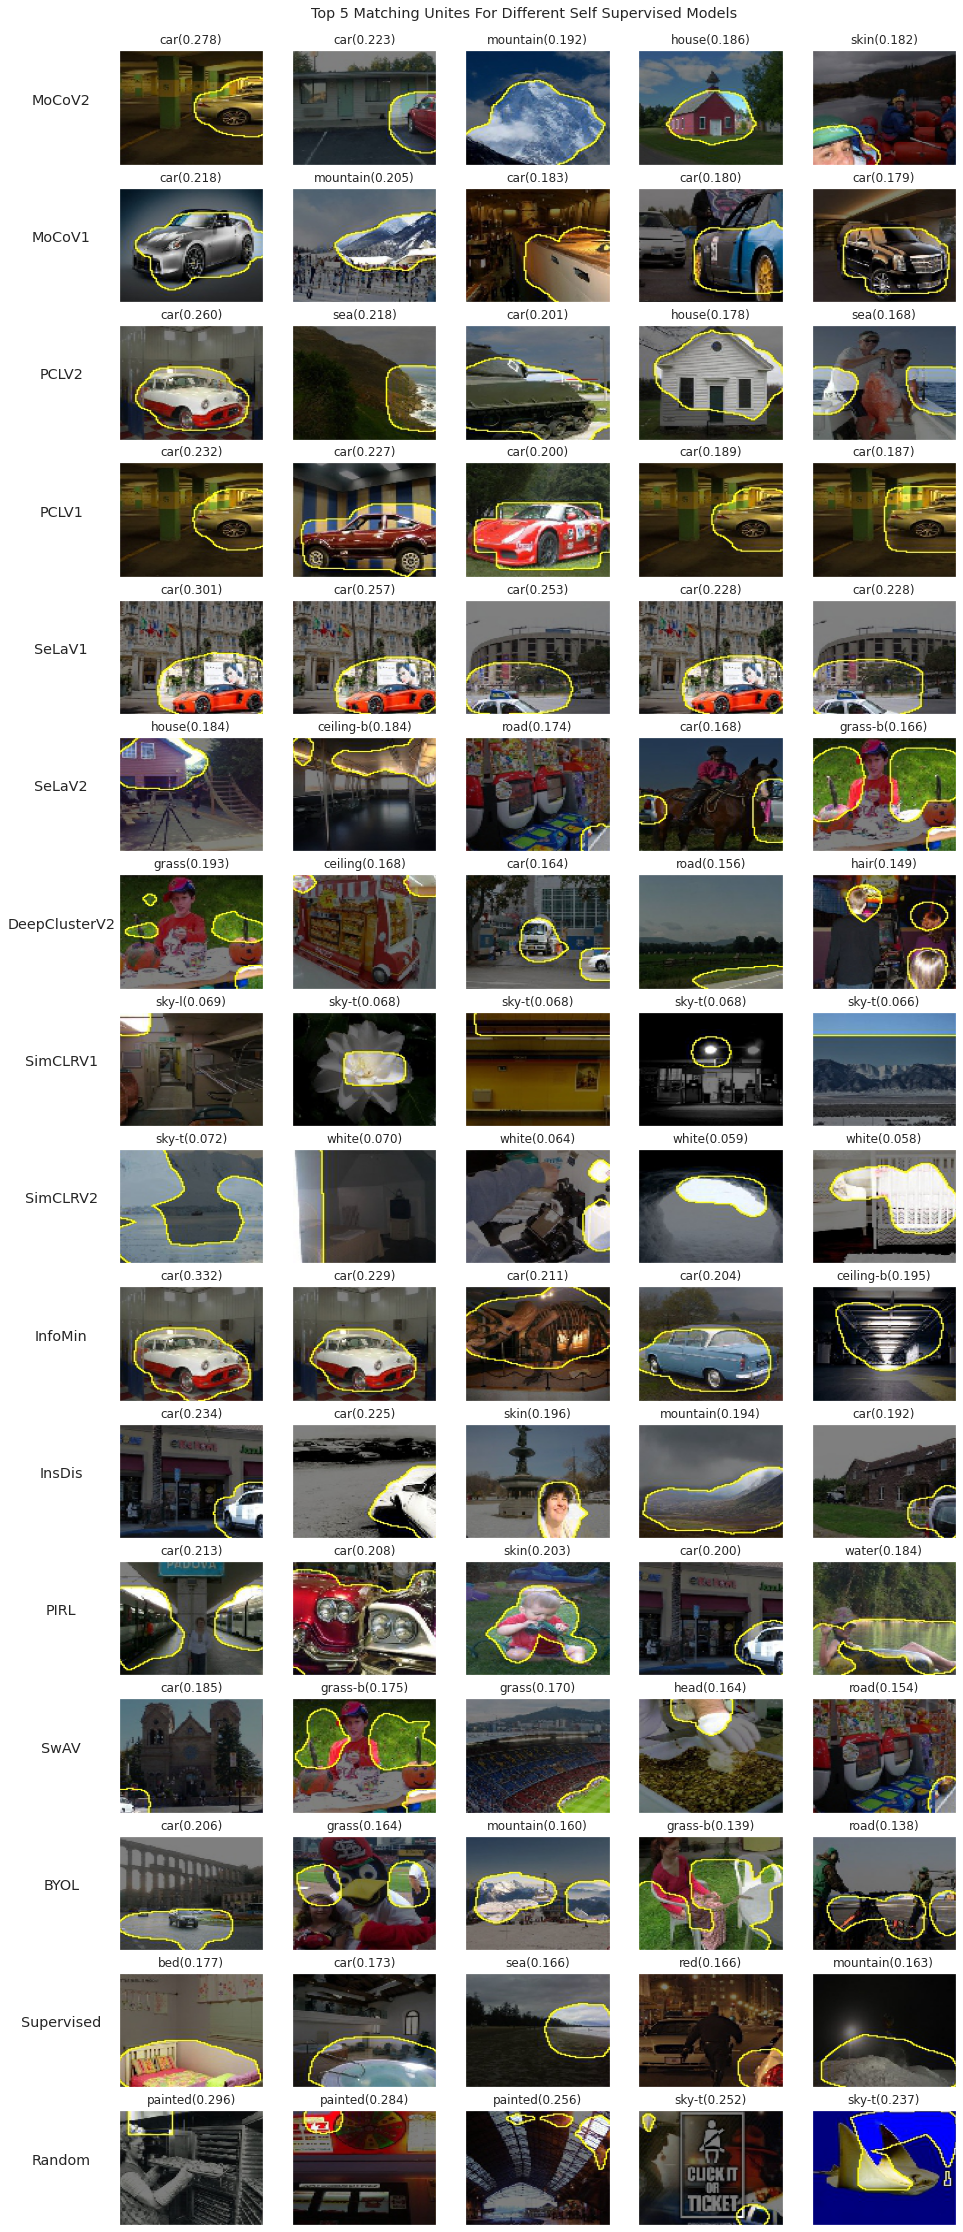 Top 5 Matching Unites For Different Self Supervised Models
car(0.278) car(0.223) mountain(0.192) house(0.186) skin(0.182)
MoCoV2
car(0.218) mountain(0.205) car(0.183) car(0.180) car(0.179)
MoCoV1
car(0.260) sea(0.218) car(0.201) house(0.178) sea(0.168)
PCLV2
car(0.232) car(0.227) car(0.200) car(0.189) car(0.187)
PCLV1
car(0.301) car(0.257) car(0.253) car(0.228) car(0.228)
SeLaV1
house(0.184) ceiling-b(0.184) road(0.174) car(0.168) grass-b(0.166)
SeLaV2
grass(0.193) ceiling(0.168) car(0.164) road(0.156) hair(0.149)
DeepClusterV2
sky-l(0.069) sky-t(0.068) sky-t(0.068) sky-t(0.068) sky-t(0.066)
SimCLRV1
sky-t(0.072) white(0.070) white(0.064) white(0.059) white(0.058)
SimCLRV2
car(0.332) car(0.229) car(0.211) car(0.204) ceiling-b(0.195)
InfoMin
car(0.234) car(0.225) skin(0.196) mountain(0.194) car(0.192)
InsDis
car(0.213) car(0.208) skin(0.203) car(0.200) water(0.184)
PADOVA
PIRL
car(0.185) grass-b(0.175) grass(0.170) head(0.164) road(0.154)
SwAV
car(0.206) grass(0.164) mountain(0.160) grass-b(0.139) road(0.138)
BYOL
bed(0.177) car(0.173) sea(0.166) red(0.166) mountain(0.163)
Supervised
painted(0.296) painted(0.284) painted(0.256) sky-t(0.252) sky-t(0.237)
Random
CLICK IT
OR
TICKET